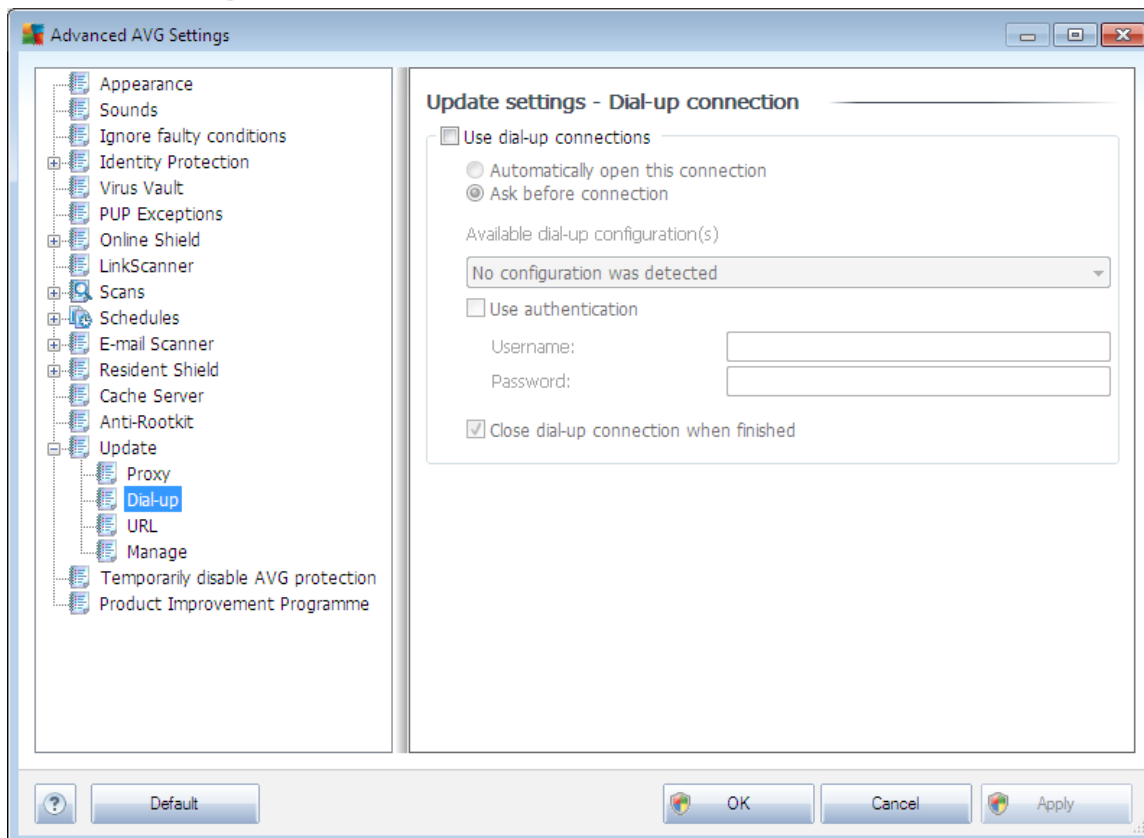 Advanced AVG Settings
Appearance
Sounds
Ignore faulty conditions
Identity Protection
Virus Vault
PUP Exceptions
Online Shield
LinkScanner
Scans
Schedules
E-mail Scanner
Resident Shield
Cache Server
Anti-Rootkit
Update
Proxy
Dial-up
URL
Manage
Temporarily disable AVG protection
Product Improvement Programme
Update settings - Dial-up connection
Use dial-up connections
Automatically open this connection
Ask before connection
Available dial-up configuration(s)
No configuration was detected
Use authentication
Username:
Password:
Close dial-up connection when finished
?
Default
OK
Cancel
Apply